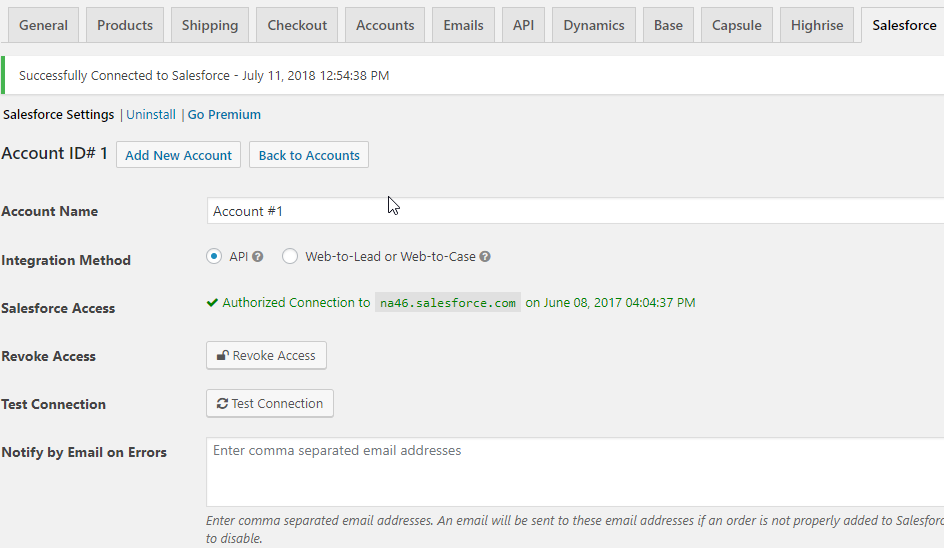 General Products Shipping Checkout Accounts Emails API Dynamics Base Capsule Highrise Salesforce
Successfully Connected to Salesforce - July 11, 2018 12:54:38 PM
Salesforce Settings | Uninstall | Go Premium
Account ID# 1 Add New Account Back to Accounts
Account Name Account #1
Integration Method API Web-to-Lead or Web-to-Case
Salesforce Access Authorized Connection to na46.salesforce.com on June 08, 2017 04:04:37 PM
Revoke Access Revoke Access
Test Connection Test Connection
Notify by Email on Errors Enter comma separated email addresses
Enter comma separated email addresses. An email will be sent to these email addresses if an order is not properly added to Salesforc
to disable.